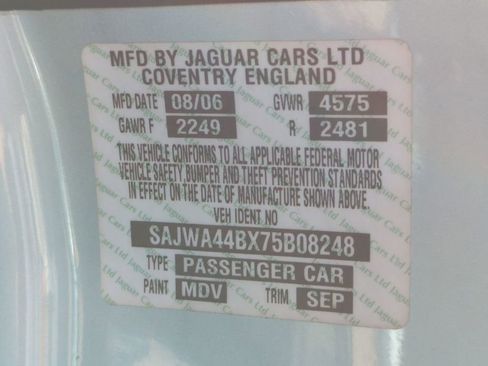 MFD BY JAGUAR CARS LTD
COVENTRY ENGLAND
MFD DATE 08/06 GVWR 4575
GAWR F 2249 R 2481
THIS VEHICLE CONFORMS TO ALL APPLICABLE FEDERAL MOTOR
VEHICLE SAFETY BUMPER AND THEFT PREVENTION STANDARDS
IN EFFECT ON THE DATE OF MANUFACTURE SHOWN ABOVE.
VEH IDENT NO
SAJWA44BX75B08248
TYPE PASSENGER CAR
PAINT MDV TRIM SEP